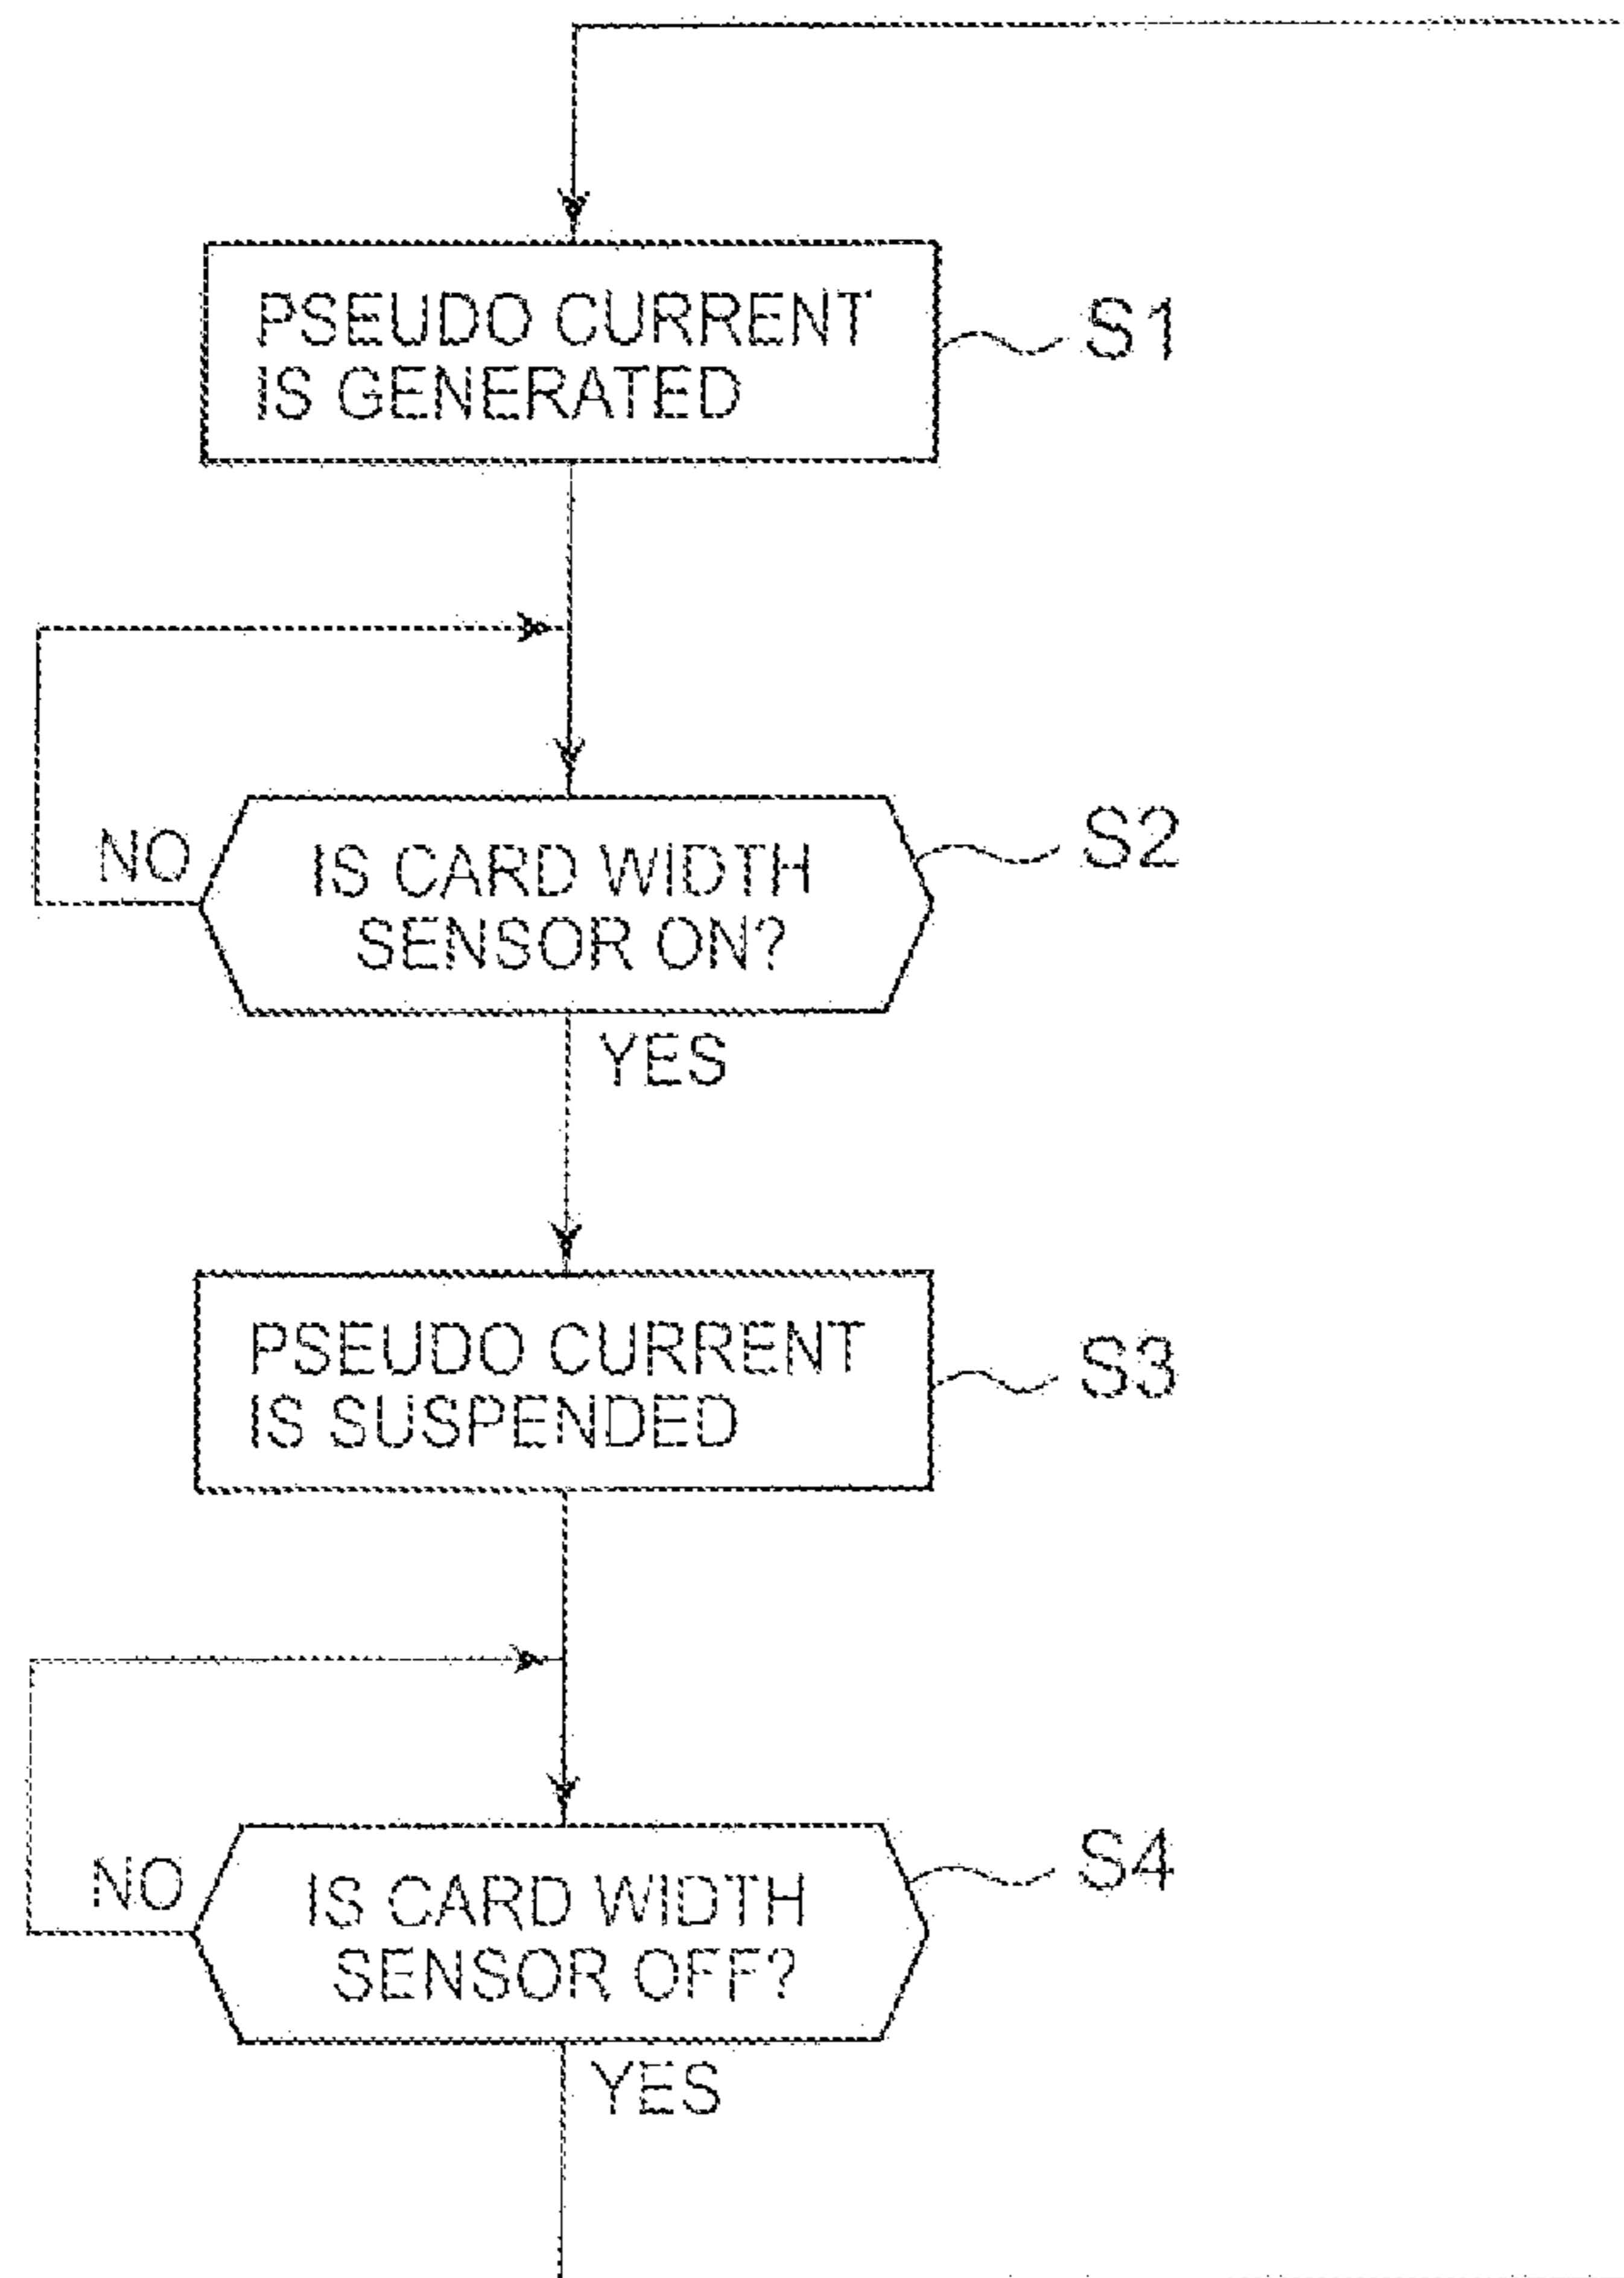 PSEUDO CURRENT
IS GENERATED
S1
NO
IS CARD WIDTH
SENSOR ON?
S2
YES
PSEUDO CURRENT
IS SUSPENDED
S3
NO
IS CARD WIDTH
SENSOR OFF?
S4
YES